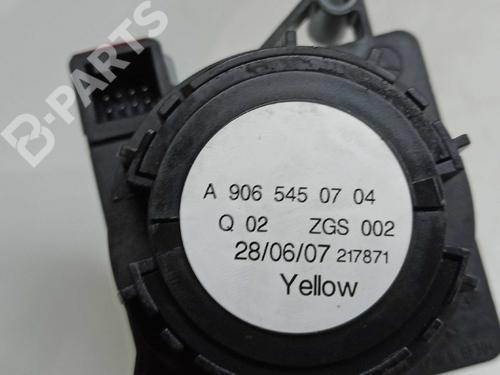 B-PARTS
A 906 545 07 04
Q 02 ZGS 002
28/06/07 217871
Yellow